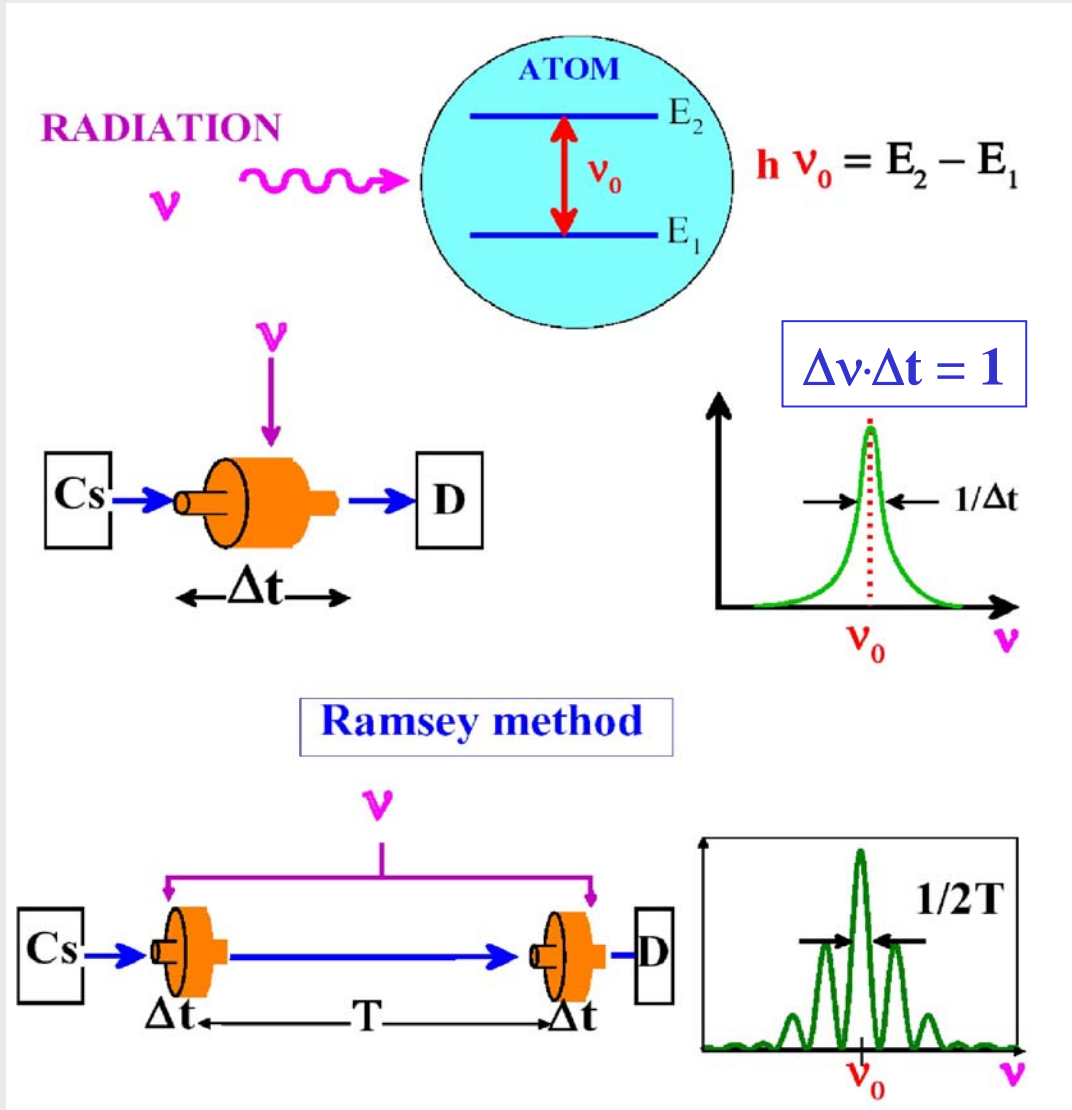 ATOM
E₂
RADIATION
ν
ν₀
h ν₀ = E₂ − E₁
E₁
ν
Δν·Δt = 1
Cs
D
1/Δt
Δt
ν₀
ν
Ramsey method
ν
1/2T
Cs
D
Δt
T
Δt
ν₀
ν